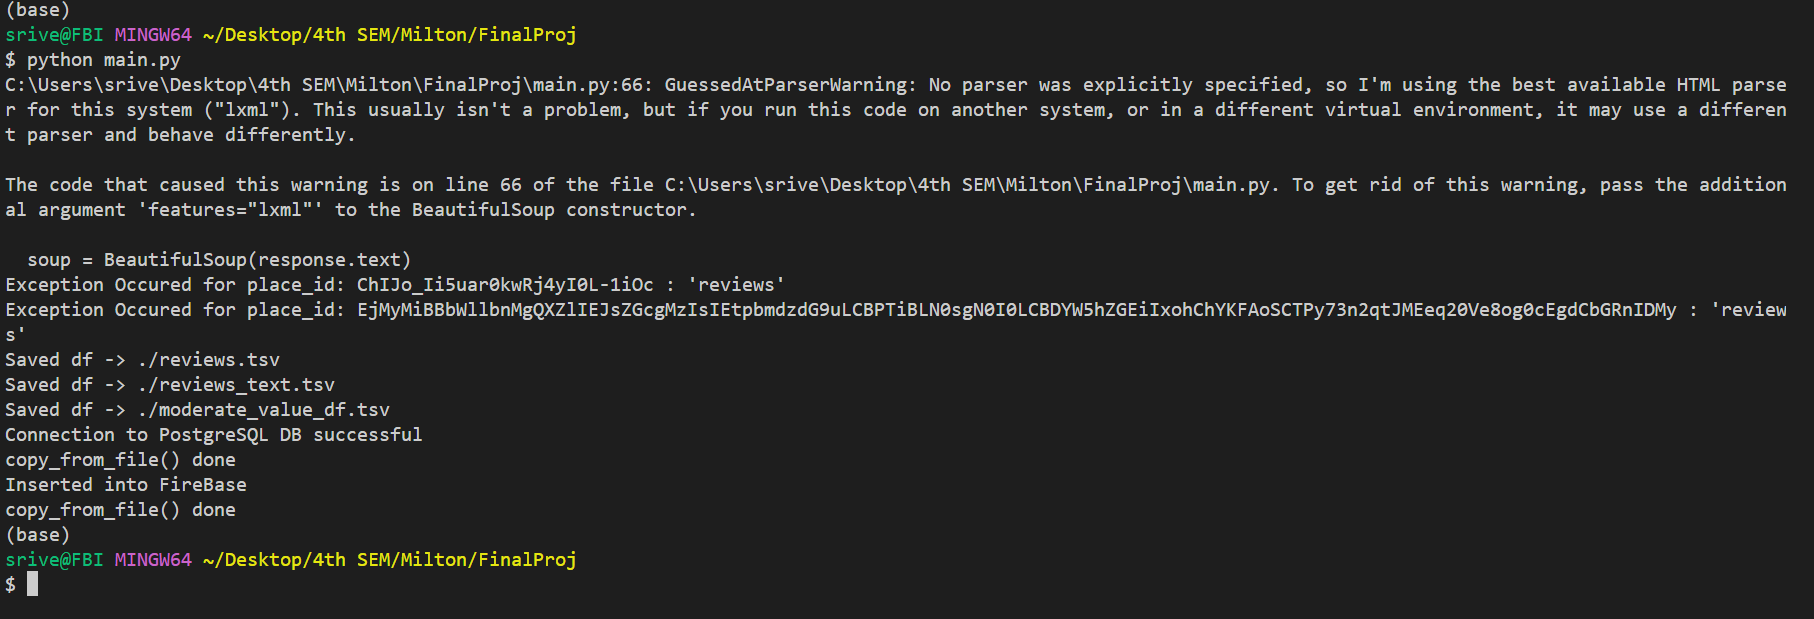 (base)
srive@FBI MINGW64 ~/Desktop/4th SEM/Milton/FinalProj
$ python main.py
C:\Users\srive\Desktop\4th SEM\Milton\FinalProj\main.py:66: GuessedAtParserWarning: No parser was explicitly specified, so I'm using the best available HTML parse
r for this system ("lxml"). This usually isn't a problem, but if you run this code on another system, or in a different virtual environment, it may use a differen
t parser and behave differently.

The code that caused this warning is on line 66 of the file C:\Users\srive\Desktop\4th SEM\Milton\FinalProj\main.py. To get rid of this warning, pass the addition
al argument 'features="lxml"' to the BeautifulSoup constructor.

  soup = BeautifulSoup(response.text)
Exception Occured for place_id: ChIJo_Ii5uar0kwRj4yI0L-1iOc : 'reviews'
Exception Occured for place_id: EjMyMiBBbWllbnMgQXZlIEJsZGcgMzIsIEtpbmdzdG9uLCBPTiBLN0sgN0I0LCBDYW5hZGEiIxohChYKFAoSCTPy73n2qtJMEeq20Ve8og0cEgdCbGRnIDMy : 'review
s'
Saved df -> ./reviews.tsv
Saved df -> ./reviews_text.tsv
Saved df -> ./moderate_value_df.tsv
Connection to PostgreSQL DB successful
copy_from_file() done
Inserted into FireBase
copy_from_file() done
(base)
srive@FBI MINGW64 ~/Desktop/4th SEM/Milton/FinalProj
$